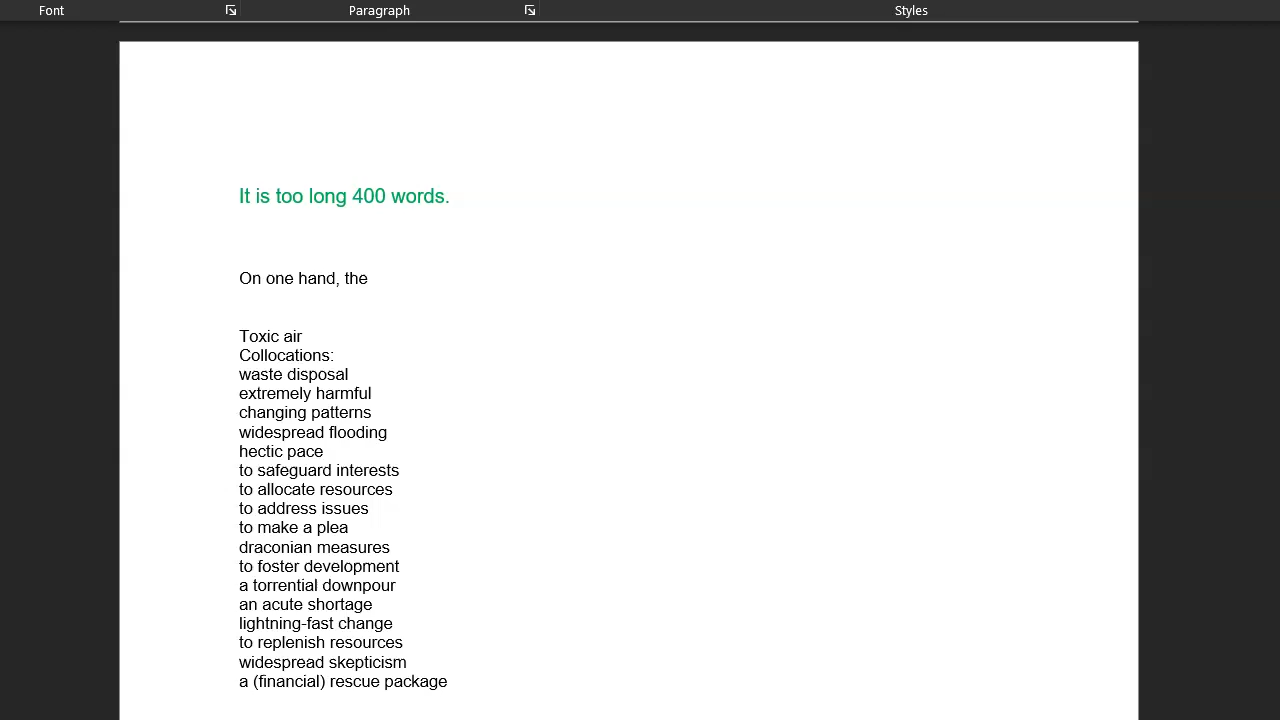 Font Paragraph Styles
It is too long 400 words.
On one hand, the
Toxic air
Collocations:
waste disposal
extremely harmful
changing patterns
widespread flooding
hectic pace
to safeguard interests
to allocate resources
to address issues
to make a plea
draconian measures
to foster development
a torrential downpour
an acute shortage
lightning-fast change
to replenish resources
widespread skepticism
a (financial) rescue package